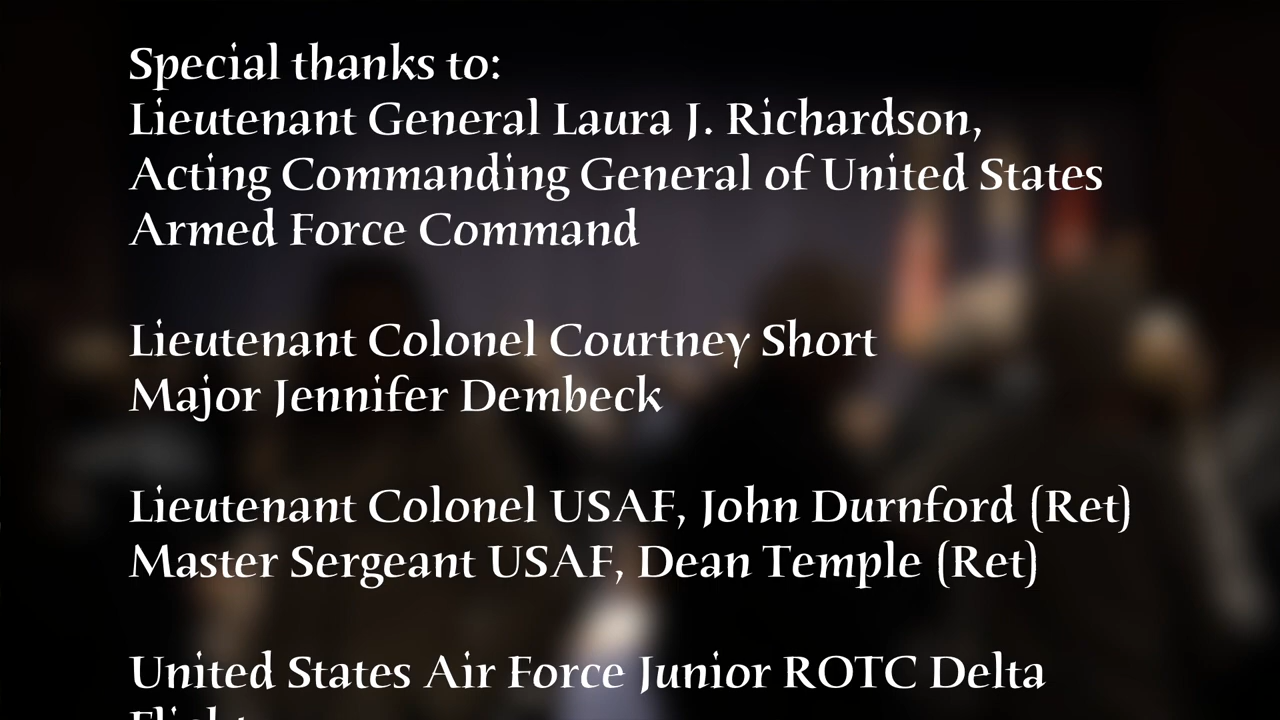 Special thanks to:
Lieutenant General Laura J. Richardson,
Acting Commanding General of United States
Armed Force Command
Lieutenant Colonel Courtney Short
Major Jennifer Dembeck
Lieutenant Colonel USAF, John Durnford (Ret)
Master Sergeant USAF, Dean Temple (Ret)
United States Air Force Junior ROTC Delta
Flight